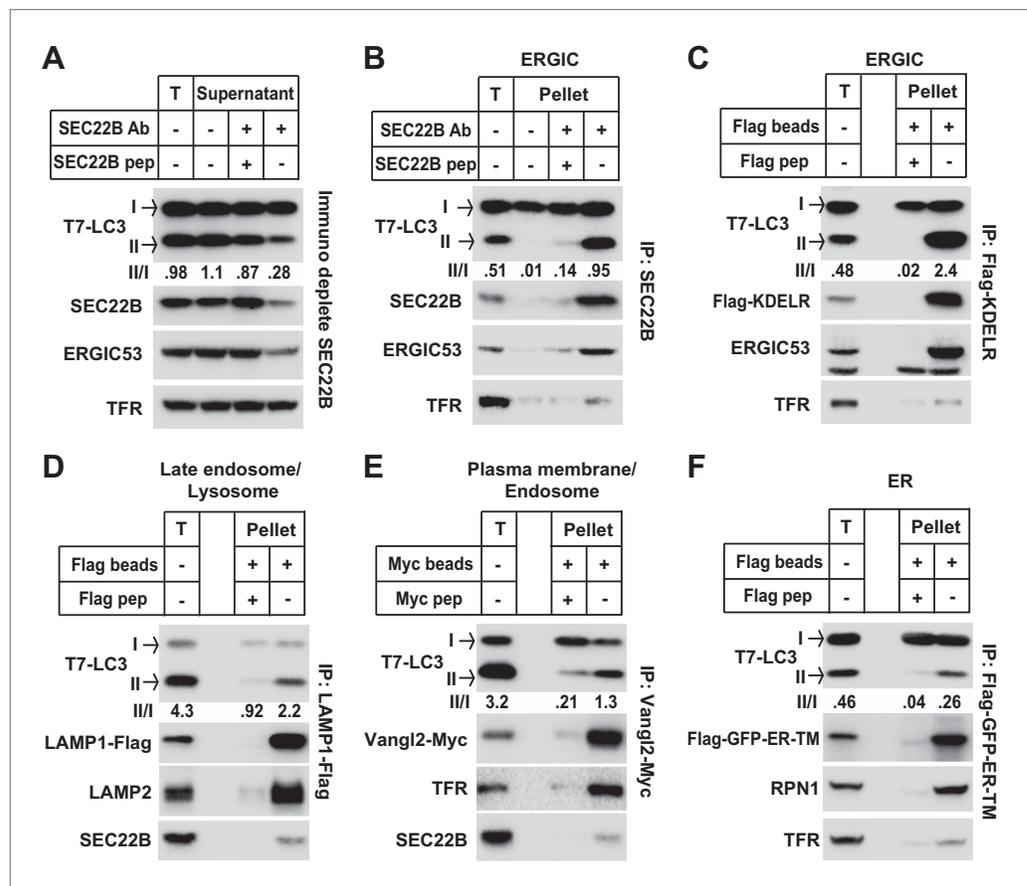 A
T Supernatant
SEC22B Ab - - + +
SEC22B pep - - + -
T7-LC3
I →
II →
II/I .98 1.1 .87 .28
SEC22B
ERGIC53
TFR
Immuno deplete SEC22B
B
ERGIC
T Pellet
SEC22B Ab - - + +
SEC22B pep - - + -
T7-LC3
I →
II →
II/I .51 .01 .14 .95
SEC22B
ERGIC53
TFR
IP: SEC22B
C
ERGIC
T Pellet
Flag beads - + +
Flag pep - + -
T7-LC3
I →
II →
II/I .48 .02 2.4
Flag-KDELR
ERGIC53
TFR
IP: Flag-KDELR
D
Late endosome/
Lysosome
T Pellet
Flag beads - + +
Flag pep - + -
T7-LC3
I →
II →
II/I 4.3 .92 2.2
LAMP1-Flag
LAMP2
SEC22B
IP: LAMP1-Flag
E
Plasma membrane/
Endosome
T Pellet
Myc beads - + +
Myc pep - + -
T7-LC3
I →
II →
II/I 3.2 .21 1.3
Vangl2-Myc
TFR
SEC22B
IP: Vangl2-Myc
F
ER
T Pellet
Flag beads - + +
Flag pep - + -
T7-LC3
I →
II →
II/I .46 .04 .26
Flag-GFP-ER-TM
RPN1
TFR
IP: Flag-GFP-ER-TM